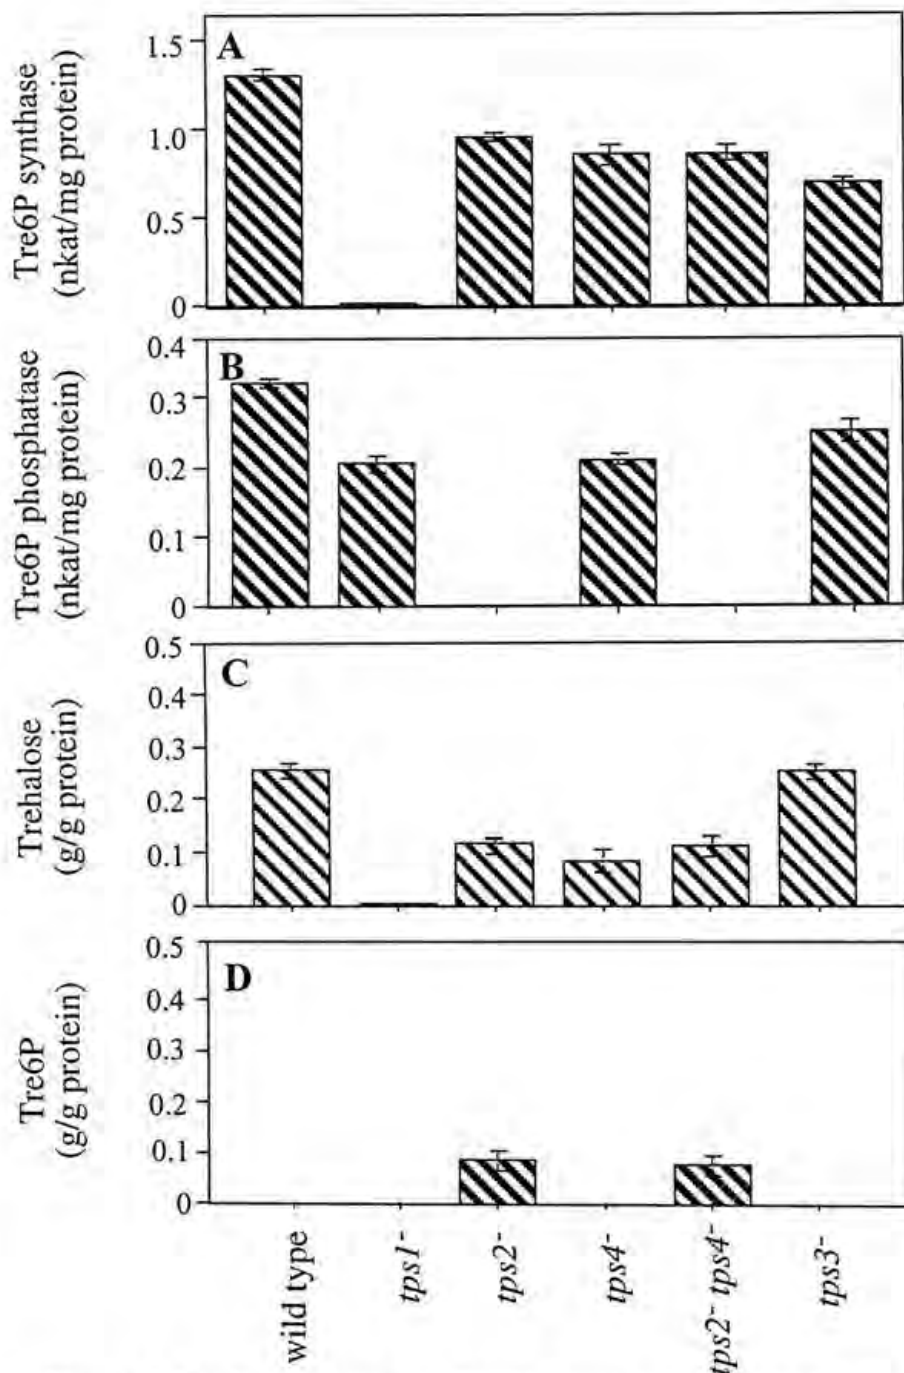 A
Tre6P synthase
(nkat/mg protein)
1.5
1.0
0.5
0
B
Tre6P phosphatase
(nkat/mg protein)
0.4
0.3
0.2
0.1
0
C
Trehalose
(g/g protein)
0.5
0.4
0.3
0.2
0.1
0
D
Tre6P
(g/g protein)
0.5
0.4
0.3
0.2
0.1
0
wild type
tps1-
tps2-
tps4-
tps2- tps4-
tps3-